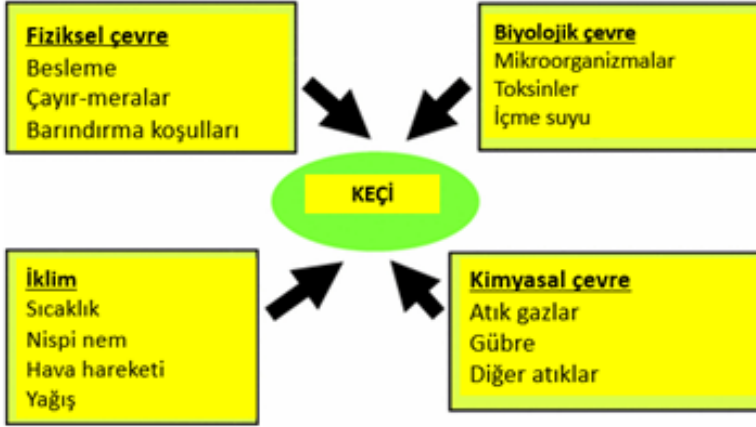 Fiziksel çevre
Besleme
Çayır-meralar
Barındırma koşulları
Biyolojik çevre
Mikroorganizmalar
Toksinler
İçme suyu
KEÇİ
İklim
Sıcaklık
Nispi nem
Hava hareketi
Yağış
Kimyasal çevre
Atık gazlar
Gübre
Diğer atıklar